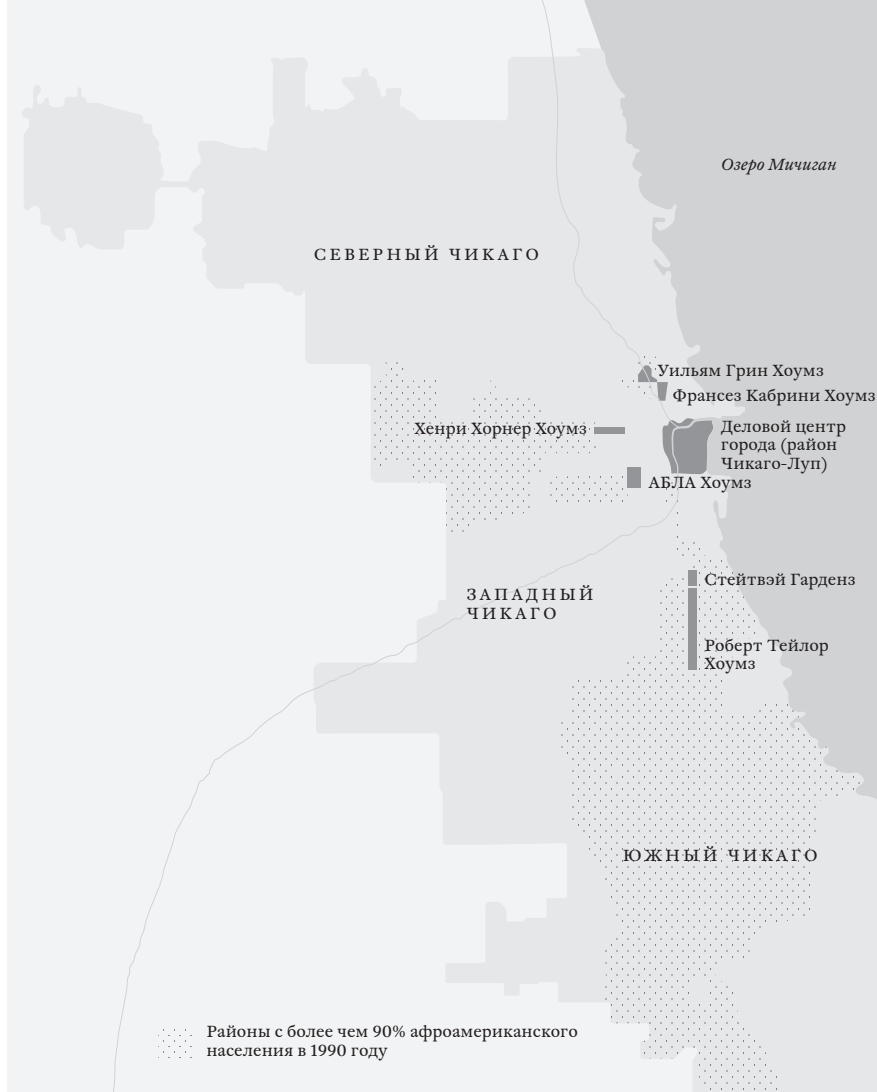 Озеро Мичиган
СЕВЕРНЫЙ ЧИКАГО
Уильям Грин Хоумз
Франсез Кабрини Хоумз
Хенри Хорнер Хоумз
Деловой центр
города (район
Чикаго-Луп)
АБЛА Хоумз
Стейтвэй Гарденз
ЗАПАДНЫЙ
ЧИКАГО
Роберт Тейлор
Хоумз
ЮЖНЫЙ ЧИКАГО
Районы с более чем 90% афроамериканского
населения в 1990 году